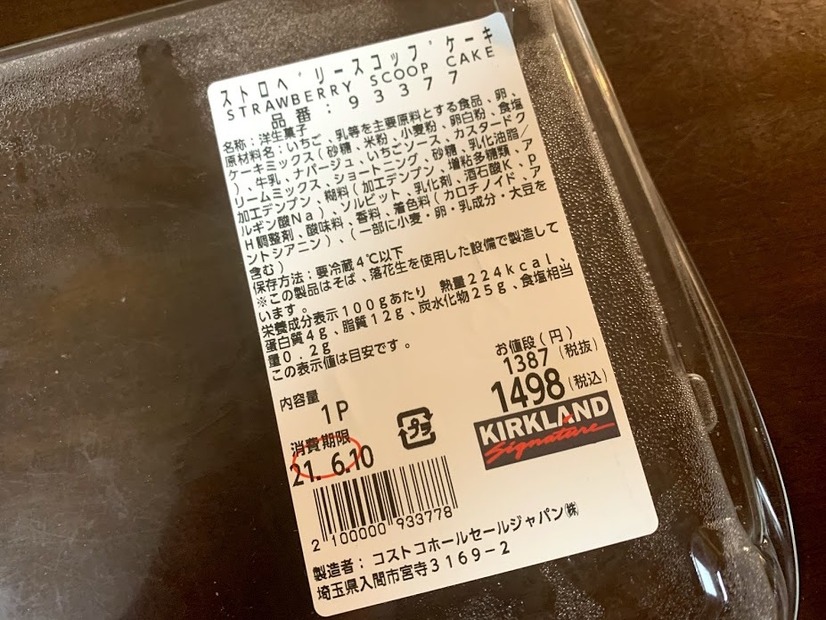 ストロベリースコップケーキ
STRAWBERRY SCOOP CAKE
品番:93377
名称:洋生菓子
原材料名:いちご、乳等を主要原料とする食品、卵、
ケーキミックス(砂糖、米粉、小麦粉、卵白粉、食塩
)、牛乳、ナパージュ、いちごソース、カスタードク
リームミックス、ショートニング、砂糖、乳化油脂/
加工デンプン、糊料(加工デンプン、増粘多糖類、ア
ルギン酸Na)、ソルビット、乳化剤、酒石酸K、p
H調整剤、酸味料、香料、着色料(カロチノイド、ア
ントシアニン)、(一部に小麦・卵・乳成分・大豆を
含む)
保存方法:要冷蔵4℃以下
※この製品はそば、落花生を使用した設備で製造して
います。
栄養成分表示100gあたり 熱量224kcal、
蛋白質4g、脂質12g、炭水化物25g、食塩相当
量0.2g
この表示値は目安です。
お値段(円)
1387(税抜)
1498(税込)
内容量
1P
プラ
KIRKLAND
Signature
消費期限
21. 6.10
2 100000 933778
製造者:コストコホールセールジャパン㈱
埼玉県入間市宮寺3169-2